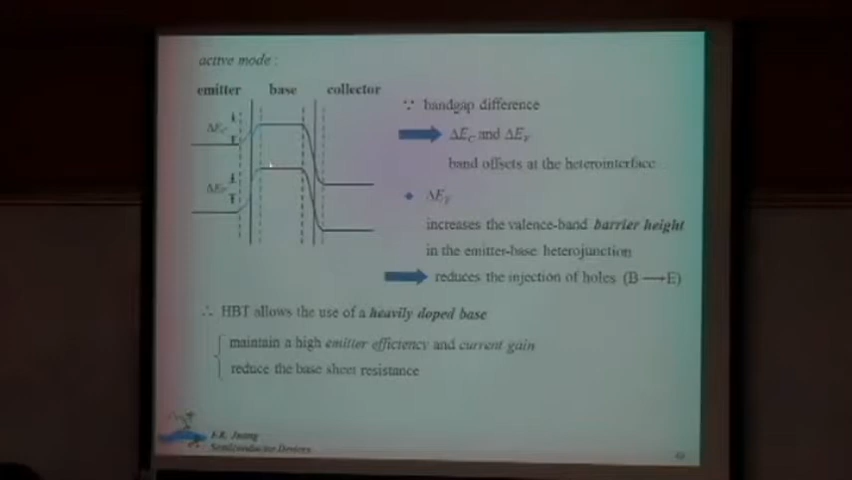 active mode :
emitter base collector
∵ bandgap difference
ΔE_C
ΔE_C and ΔE_V
band offsets at the heterointerface
ΔE_V
◆ ΔE_V
increases the valence-band barrier height
in the emitter-base heterojunction
reduces the injection of holes (B → E)
∴ HBT allows the use of a heavily doped base
maintain a high emitter efficiency and current gain
reduce the base sheet resistance
Semiconductor Devices